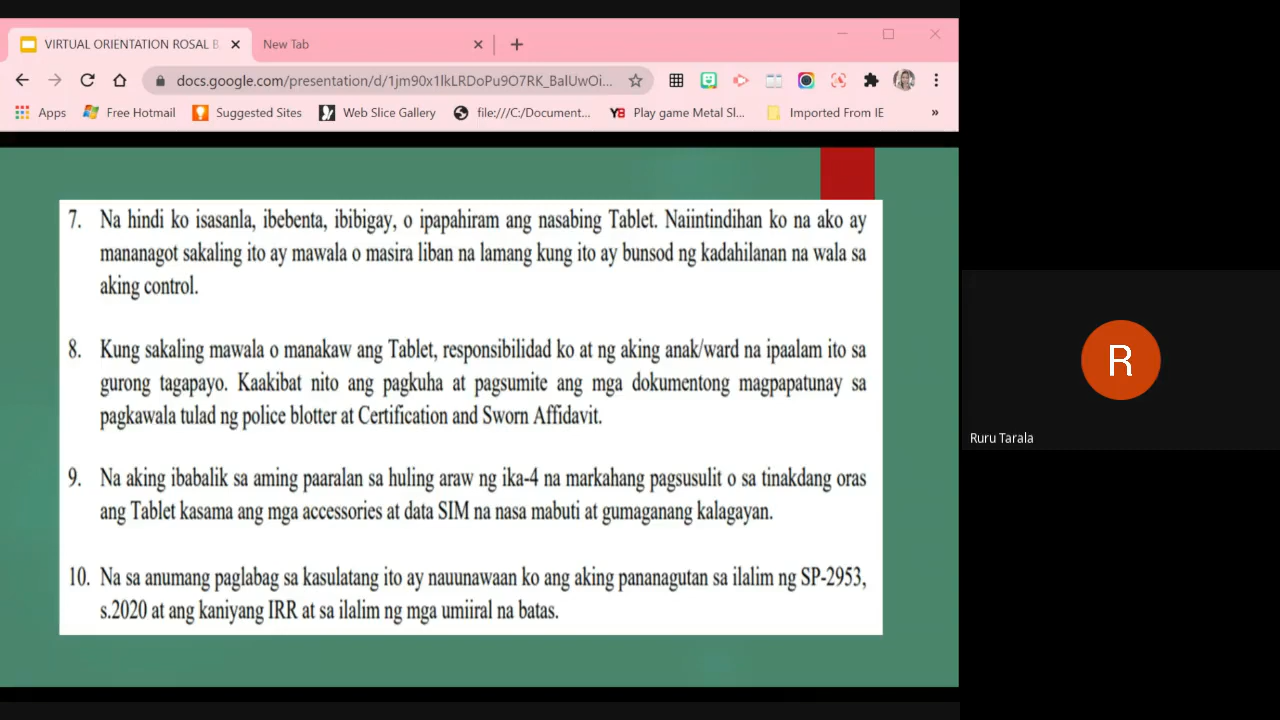 VIRTUAL ORIENTATION ROSAL B
New Tab
docs.google.com/presentation/d/1jm90x1lkLRDoPu9O7RK_BalUwOi...
Apps
Free Hotmail
Suggested Sites
Web Slice Gallery
file:///C:/Document...
Y8 Play game Metal Sl...
Imported From IE
»
7. Na hindi ko isasanla, ibebenta, ibibigay, o ipapahiram ang nasabing Tablet. Naiintindihan ko na ako ay
mananagot sakaling ito ay mawala o masira liban na lamang kung ito ay bunsod ng kadahilanan na wala sa
aking control.
8. Kung sakaling mawala o manakaw ang Tablet, responsibilidad ko at ng aking anak/ward na ipaalam ito sa
gurong tagapayo. Kaakibat nito ang pagkuha at pagsumite ang mga dokumentong magpapatunay sa
pagkawala tulad ng police blotter at Certification and Sworn Affidavit.
9. Na aking ibabalik sa aming paaralan sa huling araw ng ika-4 na markahang pagsusulit o sa tinakdang oras
ang Tablet kasama ang mga accessories at data SIM na nasa mabuti at gumaganang kalagayan.
10. Na sa anumang paglabag sa kasulatang ito ay nauunawaan ko ang aking pananagutan sa ilalim ng SP-2953,
s.2020 at ang kaniyang IRR at sa ilalim ng mga umiiral na batas.
R
Ruru Tarala